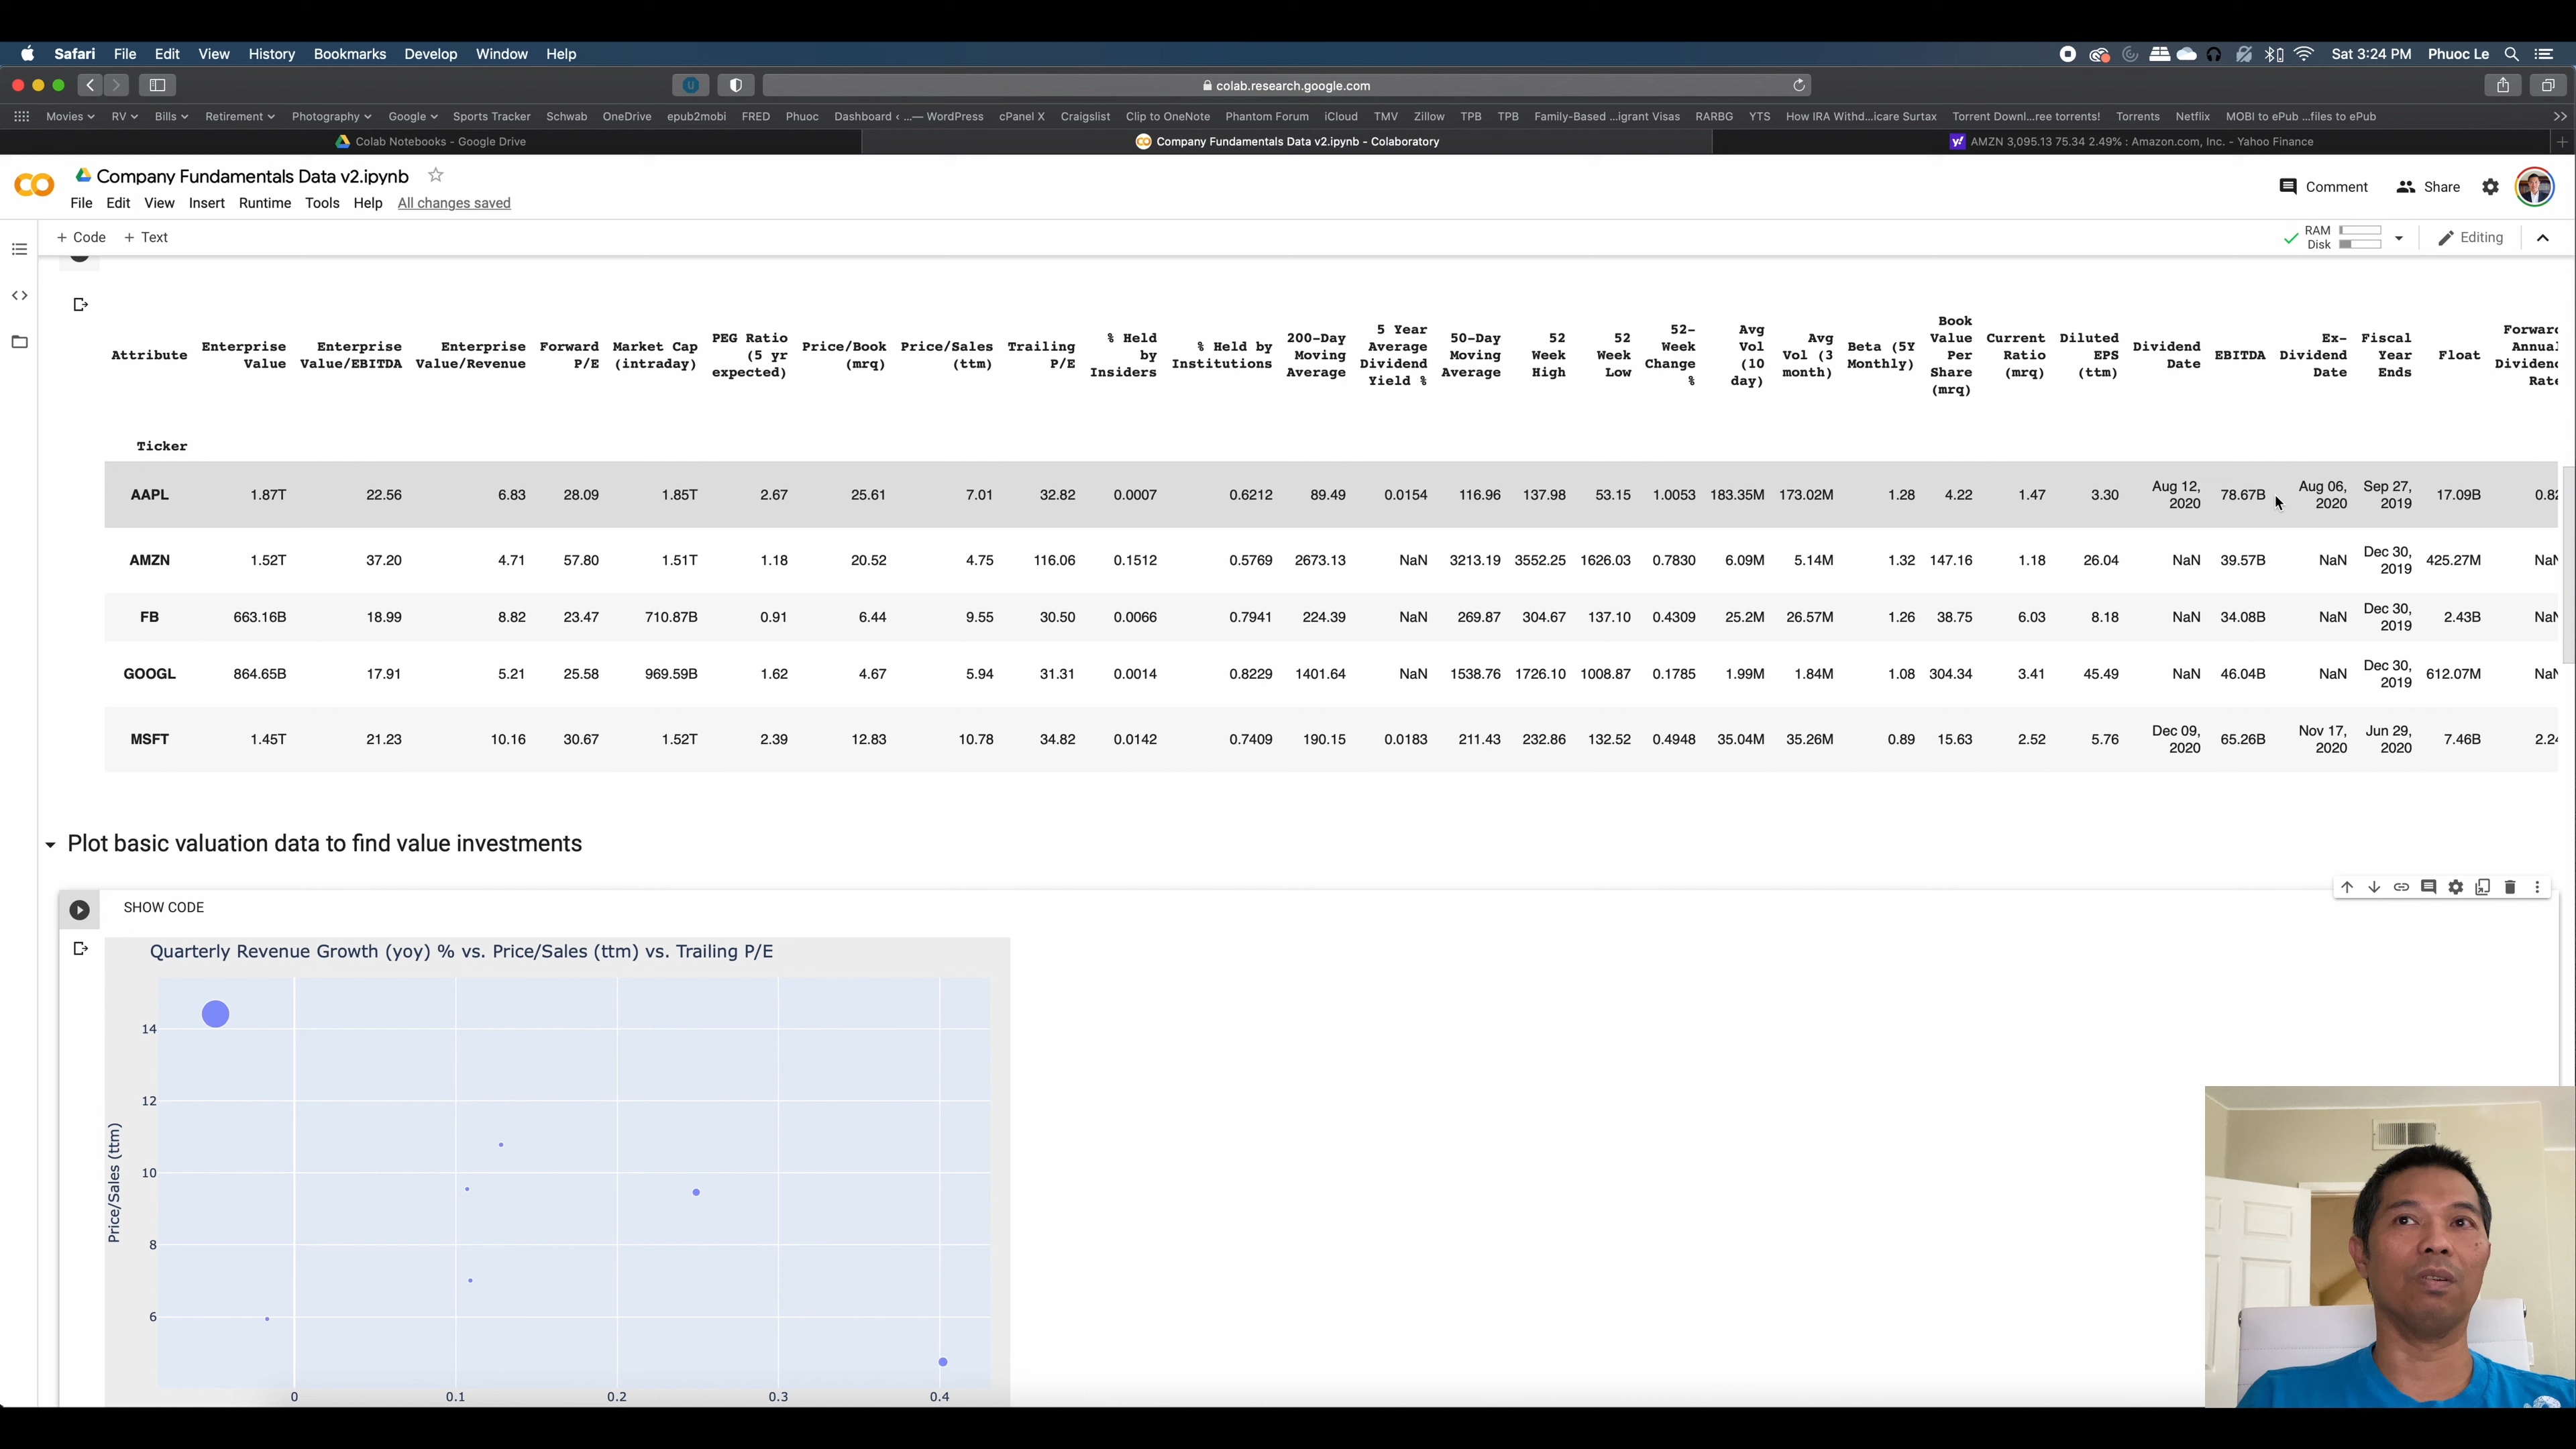 Safari File Edit View History Bookmarks Develop Window Help Sat 3:24 PM Phuoc Le
colab.research.google.com
Movies RV Bills Retirement Photography Google Sports Tracker Schwab OneDrive epub2mobi FRED Phuoc Dashboard ‹ ...— WordPress cPanel X Craigslist Clip to OneNote Phantom Forum iCloud TMV Zillow TPB TPB Family-Based ...igrant Visas RARBG YTS How IRA Withd...icare Surtax Torrent Downl...ree torrents! Torrents Netflix MOBI to ePub ...files to ePub
Colab Notebooks - Google Drive Company Fundamentals Data v2.ipynb - Colaboratory AMZN 3,095.13 75.34 2.49% : Amazon.com, Inc. - Yahoo Finance
Company Fundamentals Data v2.ipynb
Comment Share
File Edit View Insert Runtime Tools Help All changes saved
+ Code + Text RAM Disk Editing
Attribute Enterprise Value Enterprise Value/EBITDA Enterprise Value/Revenue Forward P/E Market Cap (intraday) PEG Ratio (5 yr expected) Price/Book (mrq) Price/Sales (ttm) Trailing P/E % Held by Insiders % Held by Institutions 200-Day Moving Average 5 Year Average Dividend Yield % 50-Day Moving Average 52 Week High 52 Week Low 52-Week Change % Avg Vol (10 day) Avg Vol (3 month) Beta (5Y Monthly) Book Value Per Share (mrq) Current Ratio (mrq) Diluted EPS (ttm) Dividend Date EBITDA Ex-Dividend Date Fiscal Year Ends Float Forward Annual Dividend Rate
Ticker
AAPL 1.87T 22.56 6.83 28.09 1.85T 2.67 25.61 7.01 32.82 0.0007 0.6212 89.49 0.0154 116.96 137.98 53.15 1.0053 183.35M 173.02M 1.28 4.22 1.47 3.30 Aug 12, 2020 78.67B Aug 06, 2020 Sep 27, 2019 17.09B 0.82
AMZN 1.52T 37.20 4.71 57.80 1.51T 1.18 20.52 4.75 116.06 0.1512 0.5769 2673.13 NaN 3213.19 3552.25 1626.03 0.7830 6.09M 5.14M 1.32 147.16 1.18 26.04 NaN 39.57B NaN Dec 30, 2019 425.27M NaN
FB 663.16B 18.99 8.82 23.47 710.87B 0.91 6.44 9.55 30.50 0.0066 0.7941 224.39 NaN 269.87 304.67 137.10 0.4309 25.2M 26.57M 1.26 38.75 6.03 8.18 NaN 34.08B NaN Dec 30, 2019 2.43B NaN
GOOGL 864.65B 17.91 5.21 25.58 969.59B 1.62 4.67 5.94 31.31 0.0014 0.8229 1401.64 NaN 1538.76 1726.10 1008.87 0.1785 1.99M 1.84M 1.08 304.34 3.41 45.49 NaN 46.04B NaN Dec 30, 2019 612.07M NaN
MSFT 1.45T 21.23 10.16 30.67 1.52T 2.39 12.83 10.78 34.82 0.0142 0.7409 190.15 0.0183 211.43 232.86 132.52 0.4948 35.04M 35.26M 0.89 15.63 2.52 5.76 Dec 09, 2020 65.26B Nov 17, 2020 Jun 29, 2020 7.46B 2.24
Plot basic valuation data to find value investments
SHOW CODE
Quarterly Revenue Growth (yoy) % vs. Price/Sales (ttm) vs. Trailing P/E
14
12
10
8
6
Price/Sales (ttm)
0 0.1 0.2 0.3 0.4